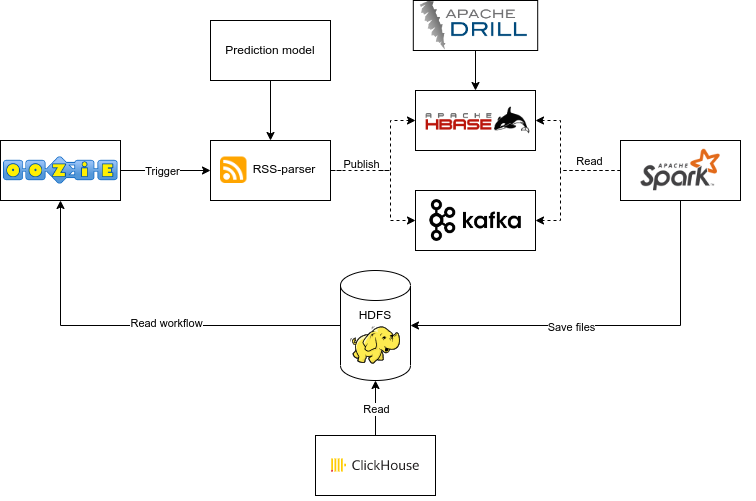 APACHE
DRILL
Prediction model
APACHE
HBASE
OOZIE
Trigger
RSS-parser
Publish
Read
APACHE
Spark
kafka
HDFS
Read workflow
Save files
Read
ClickHouse